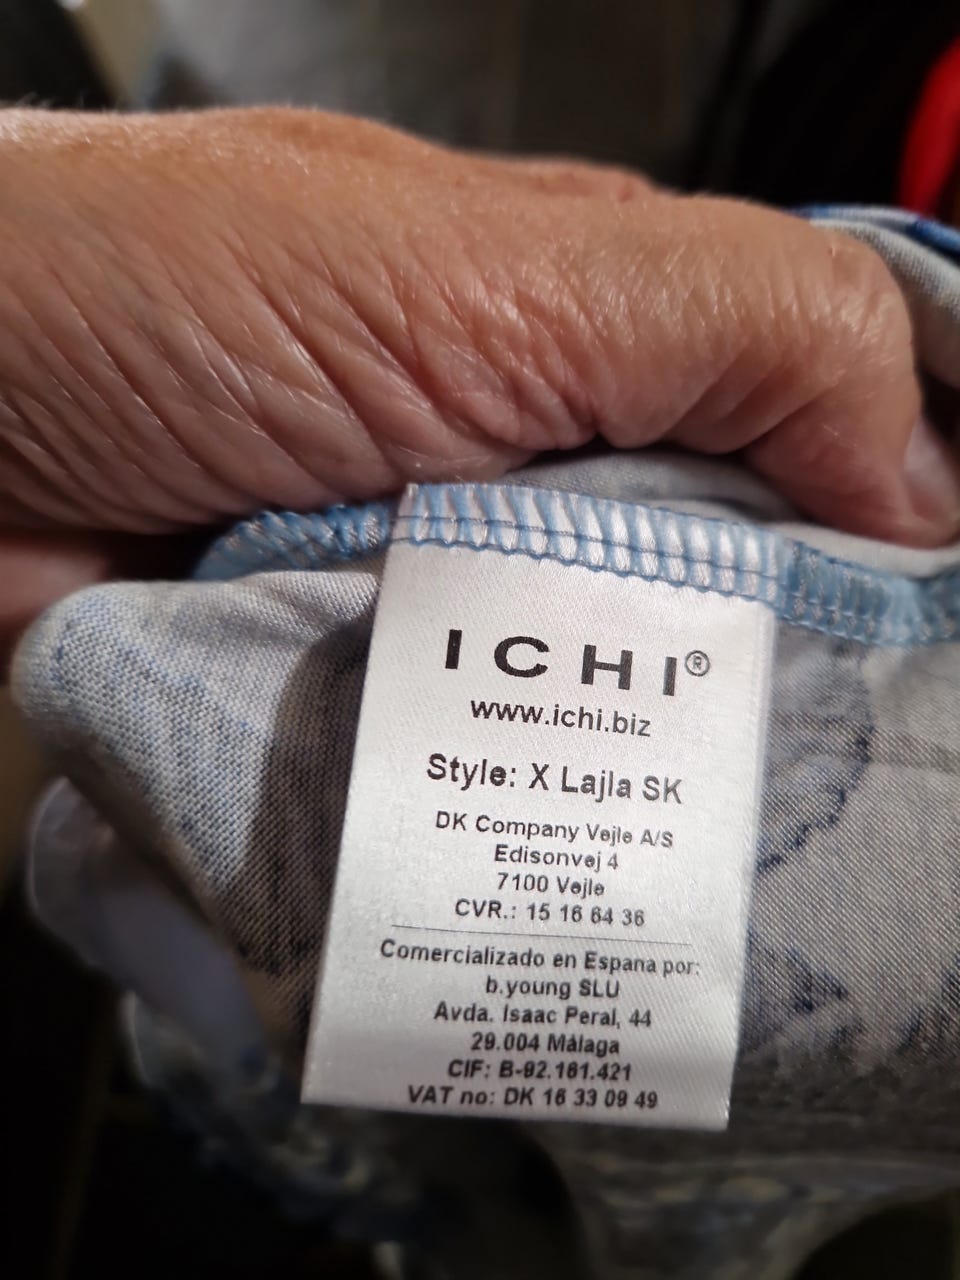 ICHI®
www.ichi.biz
Style: X Lajla SK
DK Company Vejle A/S
Edisonvej 4
7100 Vejle
CVR.: 15 16 64 36
Comercializado en Espana por:
b.young SLU
Avda. Isaac Peral, 44
29.004 Málaga
CIF: B-92.161.421
VAT no: DK 16 33 09 49